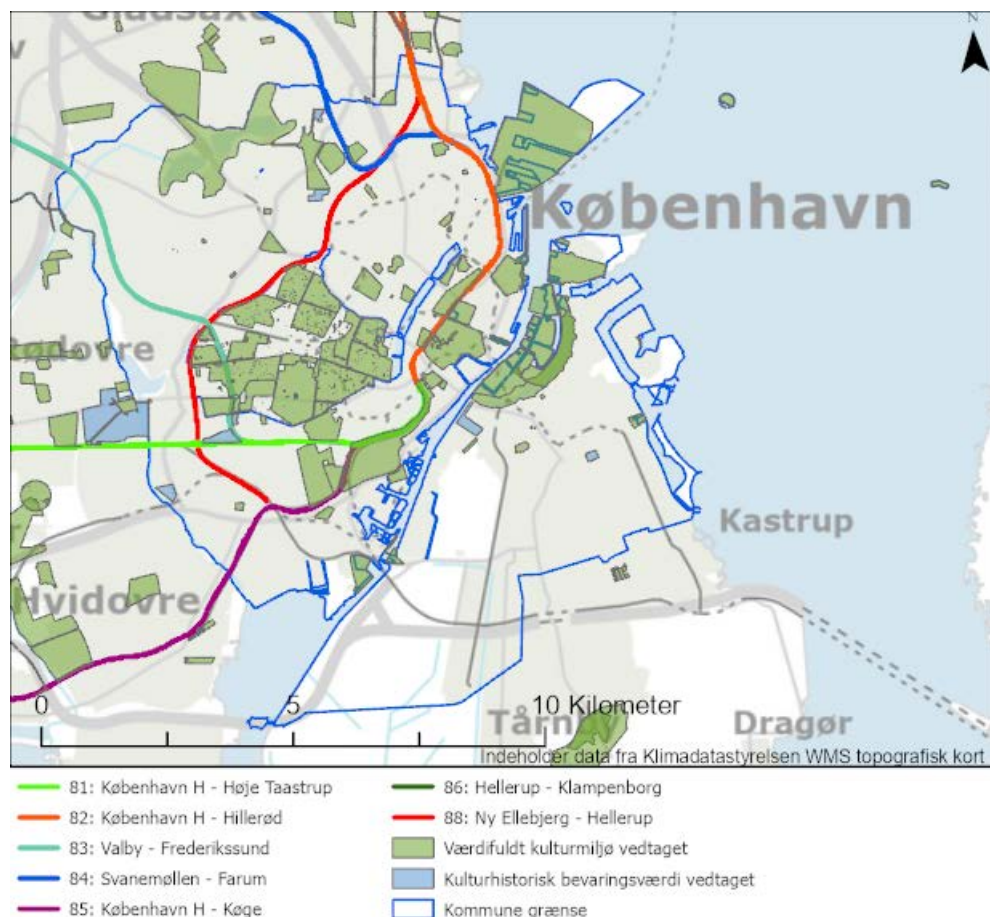 Gladsaxe
N
København
Rødovre
Kastrup
Hvidovre
0 5 10 Kilometer
Tårnby Dragør
Indeholder data fra Klimadatastyrelsen WMS topografisk kort
81: København H - Høje Taastrup
82: København H - Hillerød
83: Valby - Frederikssund
84: Svanemøllen - Farum
85: København H - Køge
86: Hellerup - Klampenborg
88: Ny Ellebjerg - Hellerup
Værdifuldt kulturmiljø vedtaget
Kulturhistorisk bevaringsværdi vedtaget
Kommune grænse